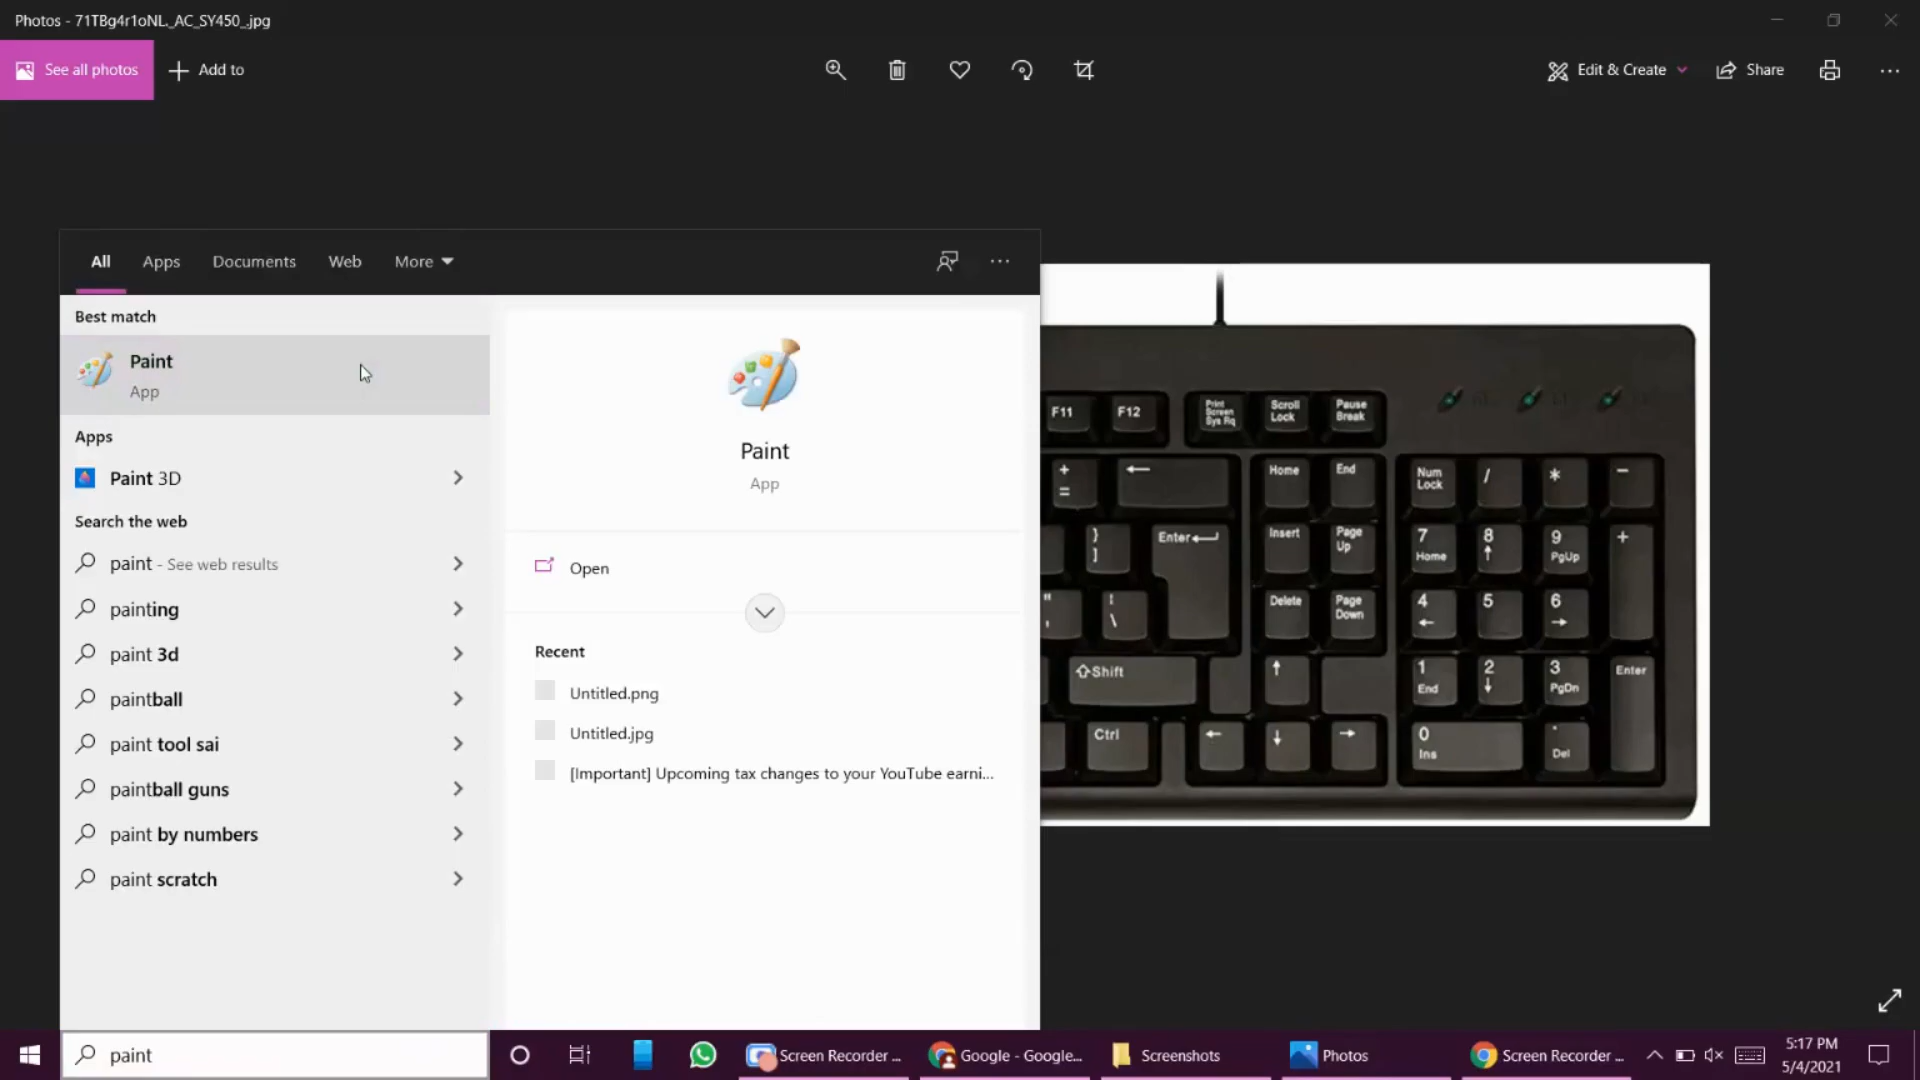 Photos - 71TBg4r1oNL._AC_SY450_.jpg
See all photos
Add to
Edit & Create
Share
All
Apps
Documents
Web
More
Best match
Paint
App
Apps
Paint 3D
Search the web
paint - See web results
painting
paint 3d
paintball
paint tool sai
paintball guns
paint by numbers
paint scratch
Paint
App
Open
Recent
Untitled.png
Untitled.jpg
[Important] Upcoming tax changes to your YouTube earni...
F11
F12
Print Screen Sys Rq
Scroll Lock
Pause Break
+ =
←
Home
End
Num Lock
/
*
-
} ]
Enter
Insert
Page Up
7 Home
8 ↑
9 PgUp
+
" '
\
Delete
Page Down
4 ←
5
6 →
Shift
↑
1 End
2 ↓
3 PgDn
Enter
Ctrl
←
↓
→
0 Ins
. Del
paint
Screen Recorder ...
Google - Google...
Screenshots
Photos
Screen Recorder ...
5:17 PM
5/4/2021